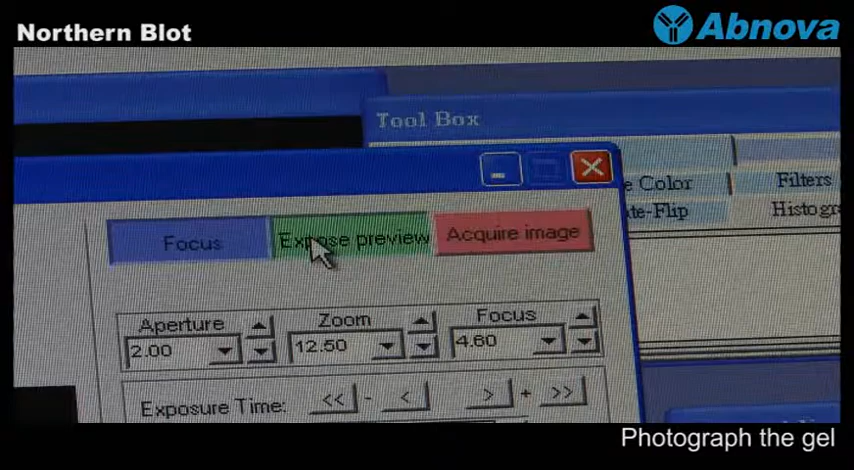 Northern Blot
Abnova
Tool Box
Color
Filters
Focus
Expose preview
Acquire image
Aperture
Zoom
Focus
2.00
12.50
4.60
Exposure Time:
<<
-
<
>
+
>>
Photograph the gel